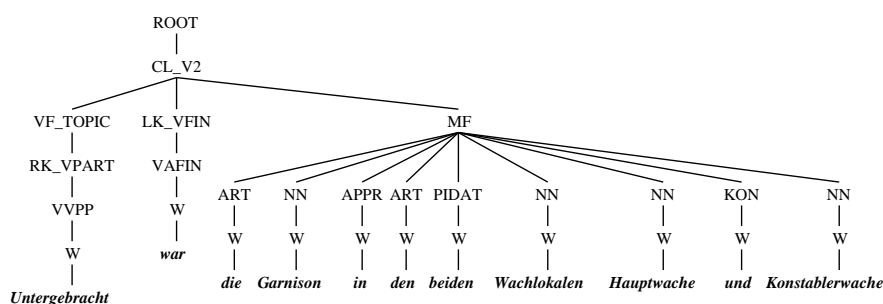 ROOT
CL_V2
VF_TOPIC LK_VFIN MF
RK_VPART VAFIN ART NN APPR ART PIDAT NN NN KON NN
VVPP W W W W W W W W W W
W war die Garnison in den beiden Wachlokalen Hauptwache und Konstablerwache
Untergebracht